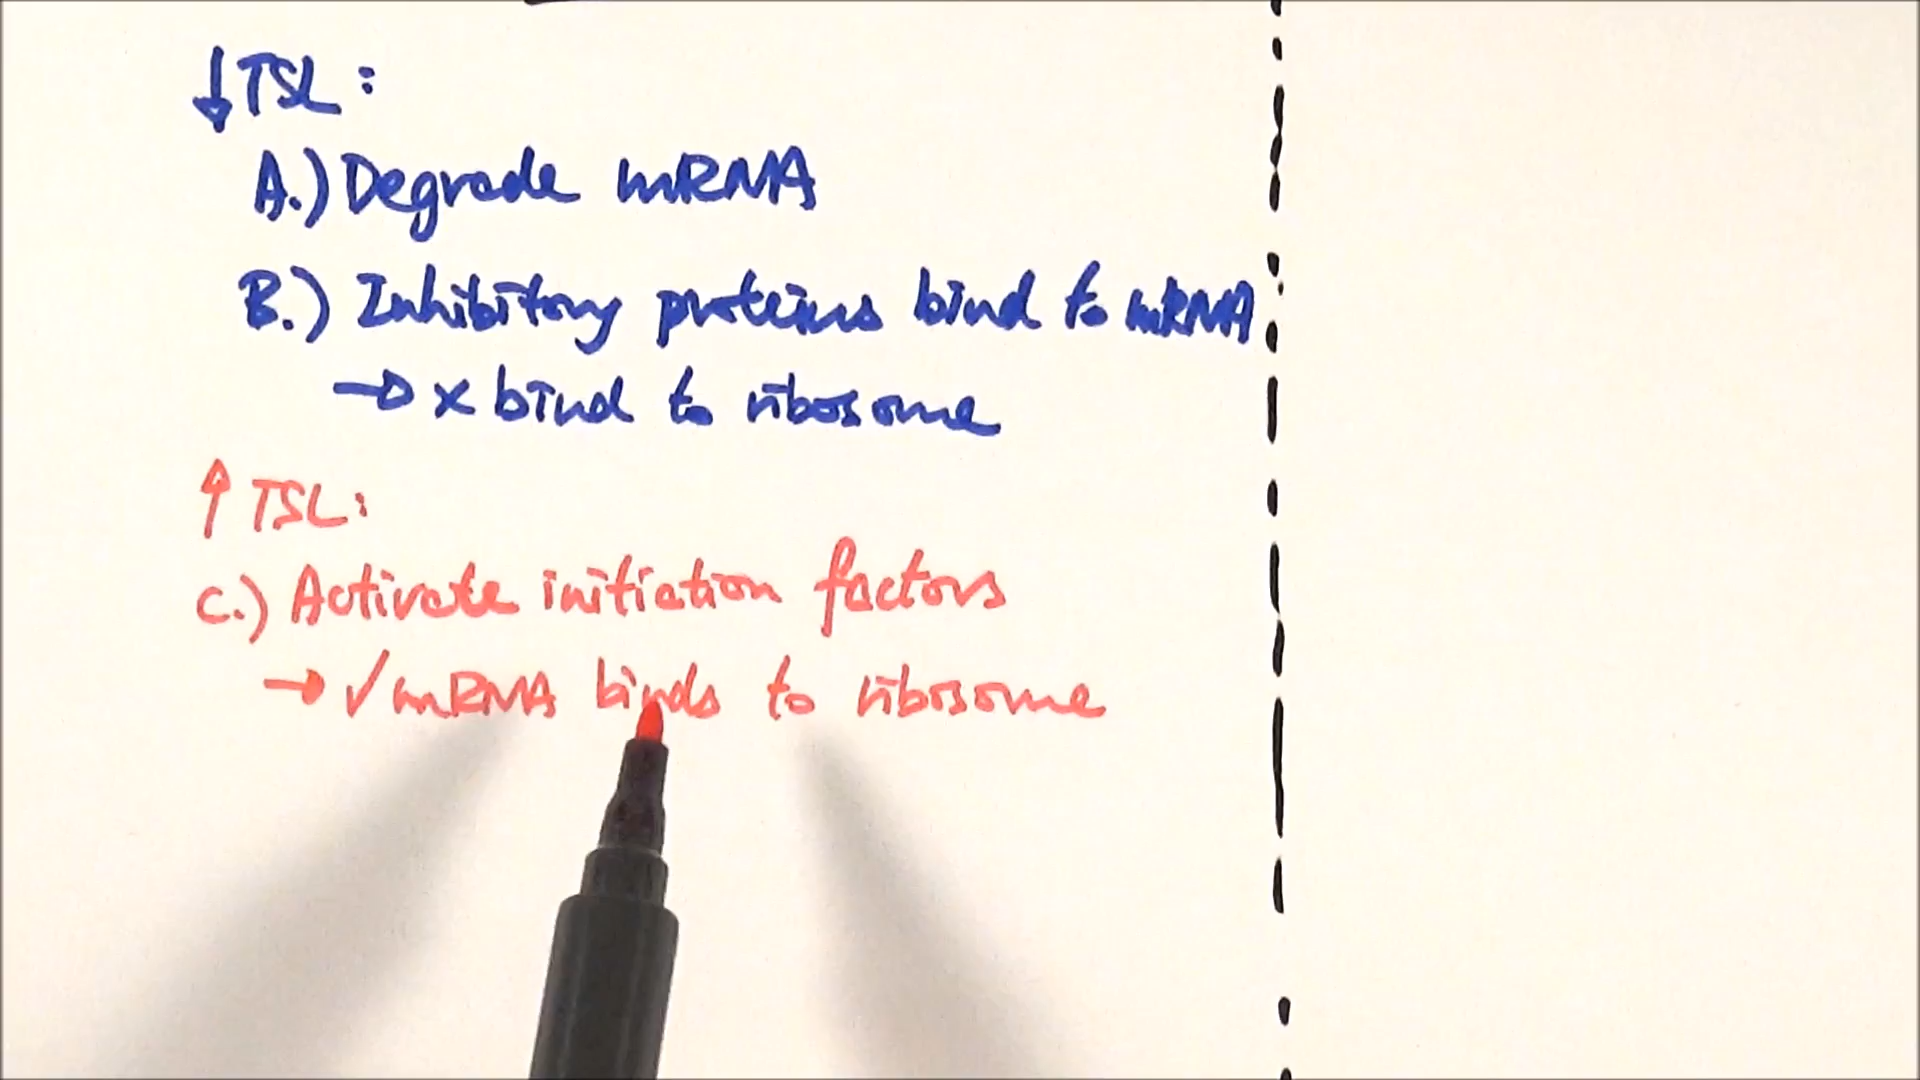 ↓TSL:
A.) Degrade mRNA
B.) Inhibitory proteins bind to mRNA
→ x bind to ribosome
↑ TSL:
C.) Activate initiation factors
→ ✓ mRNA binds to ribosome